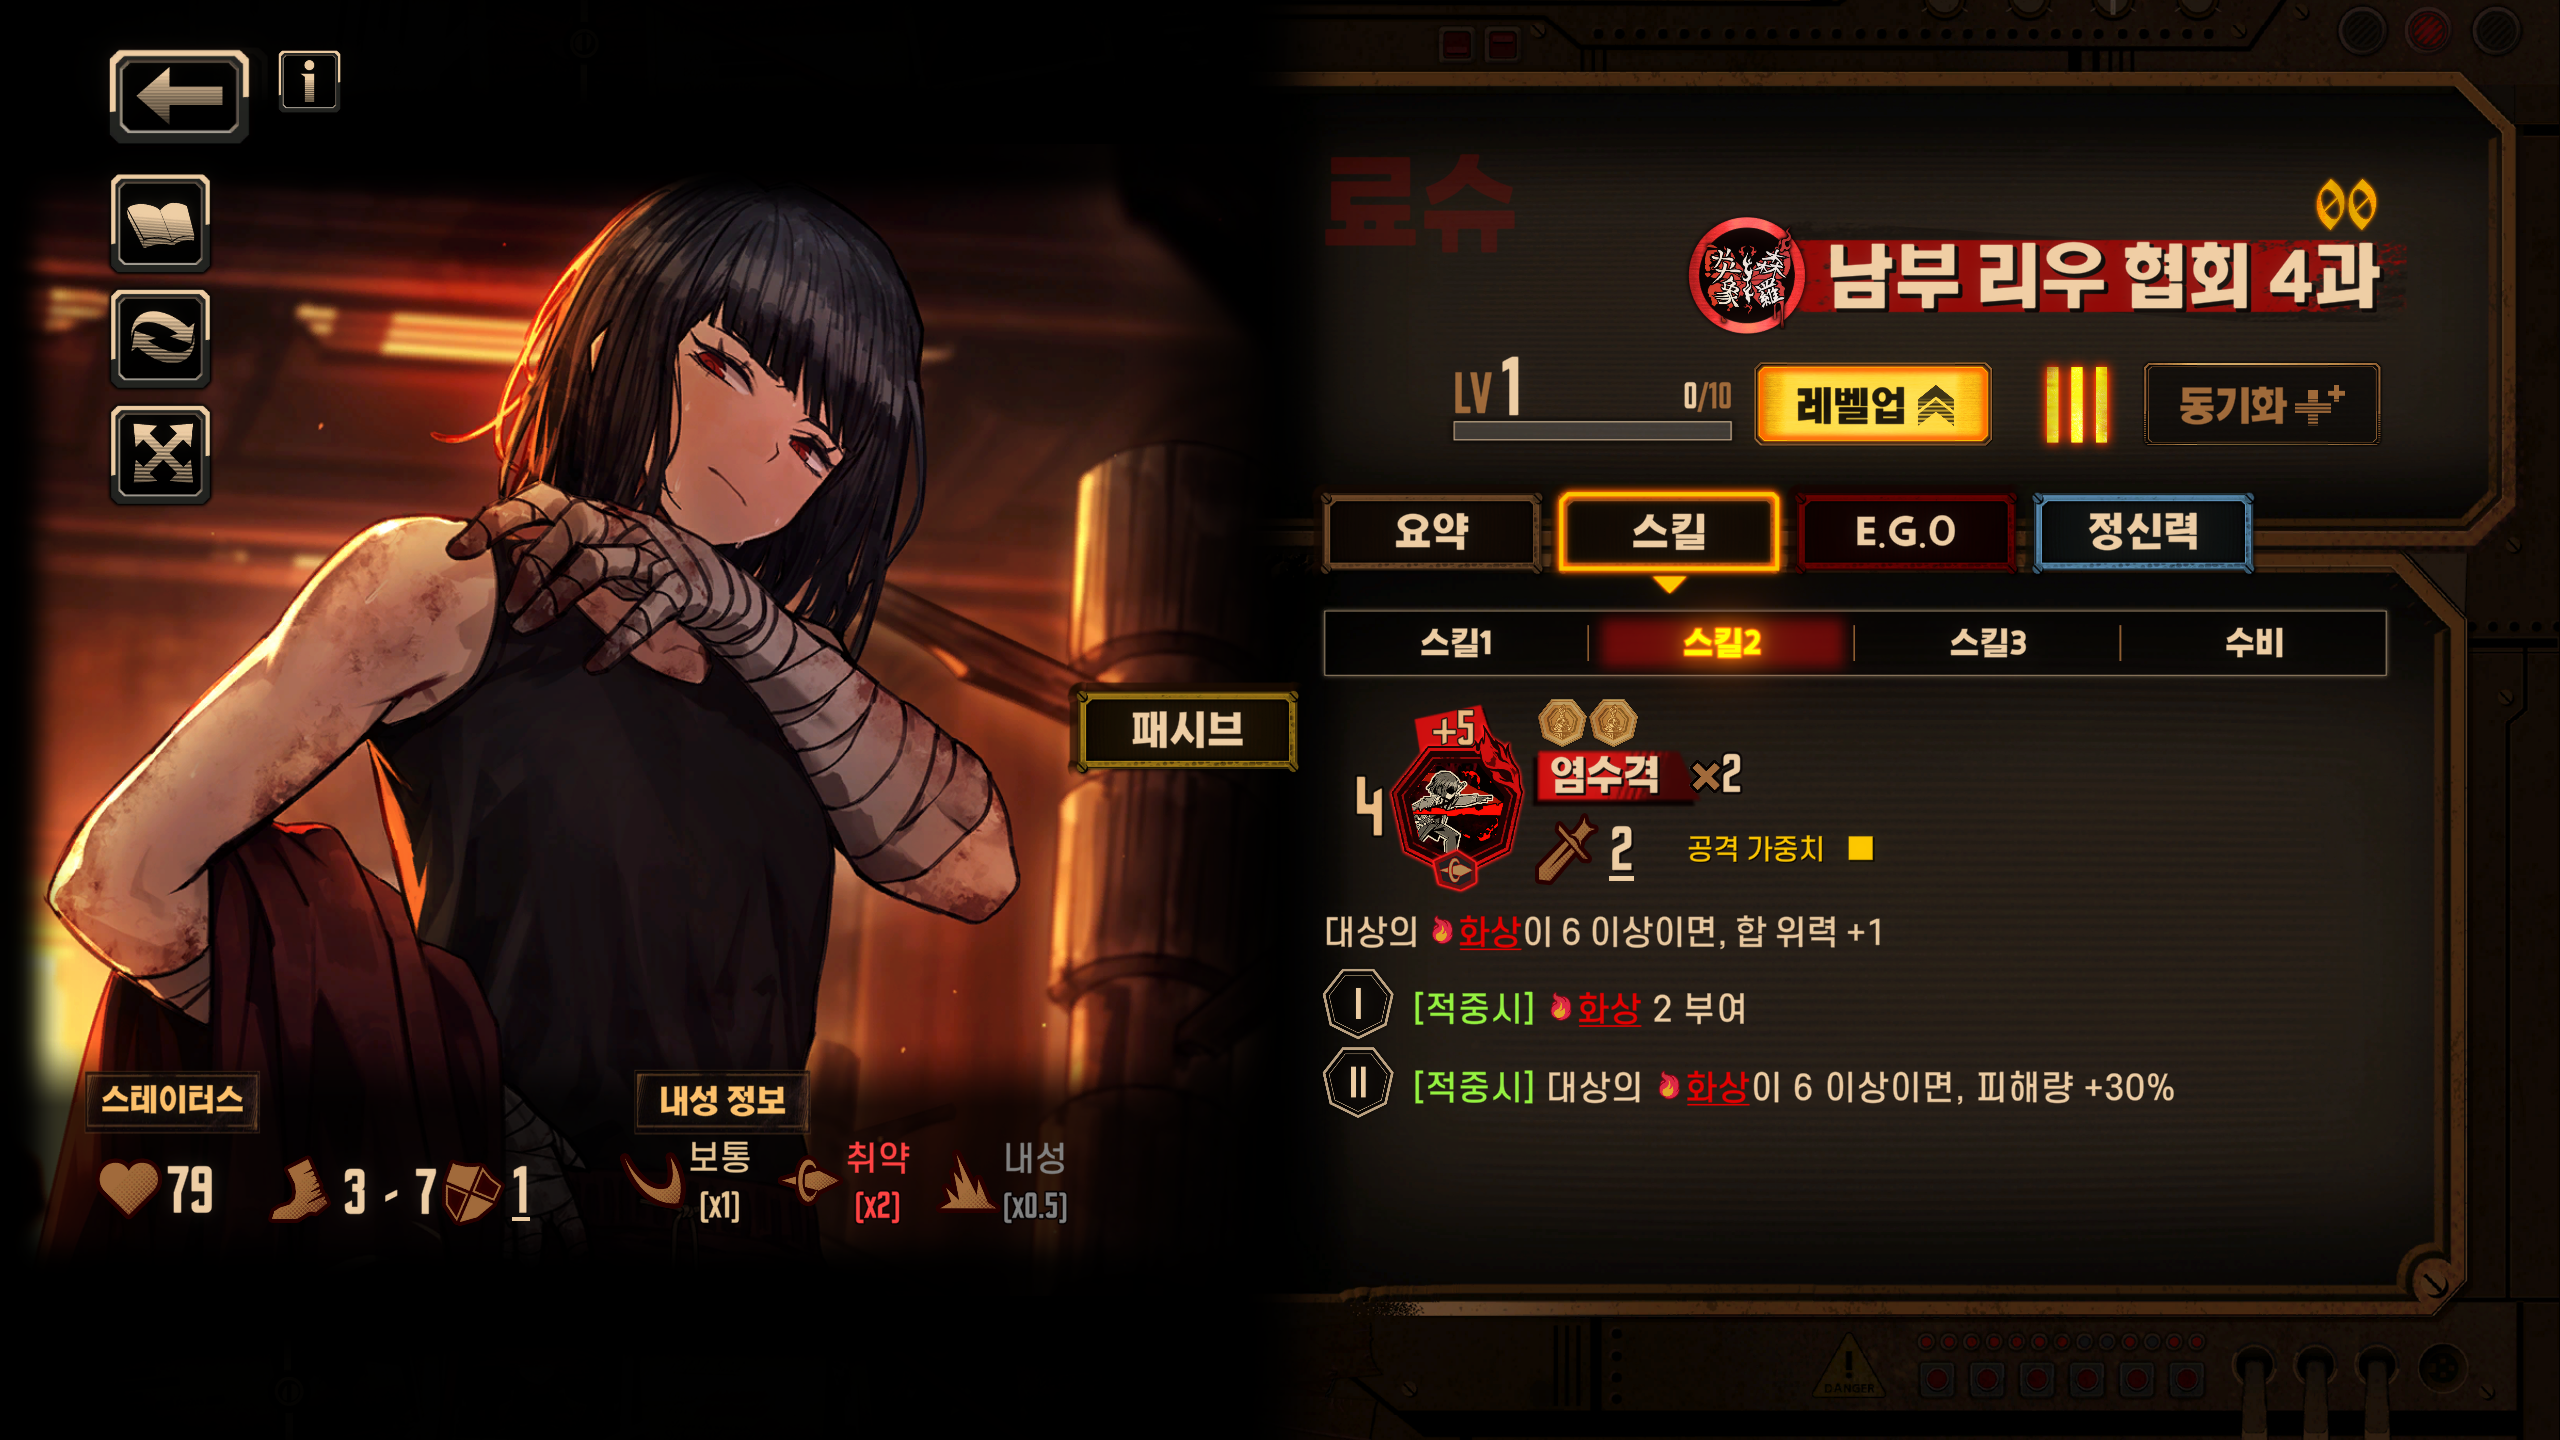 료슈
남부 리우 협회 4과
LV 1
0/10
레벨업
동기화
요약
스킬
E.G.O
정신력
스킬1
스킬2
스킬3
수비
패시브
+5
4
염수격 ×2
2
공격 가중치
대상의 화상이 6 이상이면, 합 위력 +1
I [적중시] 화상 2 부여
II [적중시] 대상의 화상이 6 이상이면, 피해량 +30%
스테이터스
79
3 - 7
1
내성 정보
보통
[x1]
취약
[x2]
내성
[x0.5]
DANGER